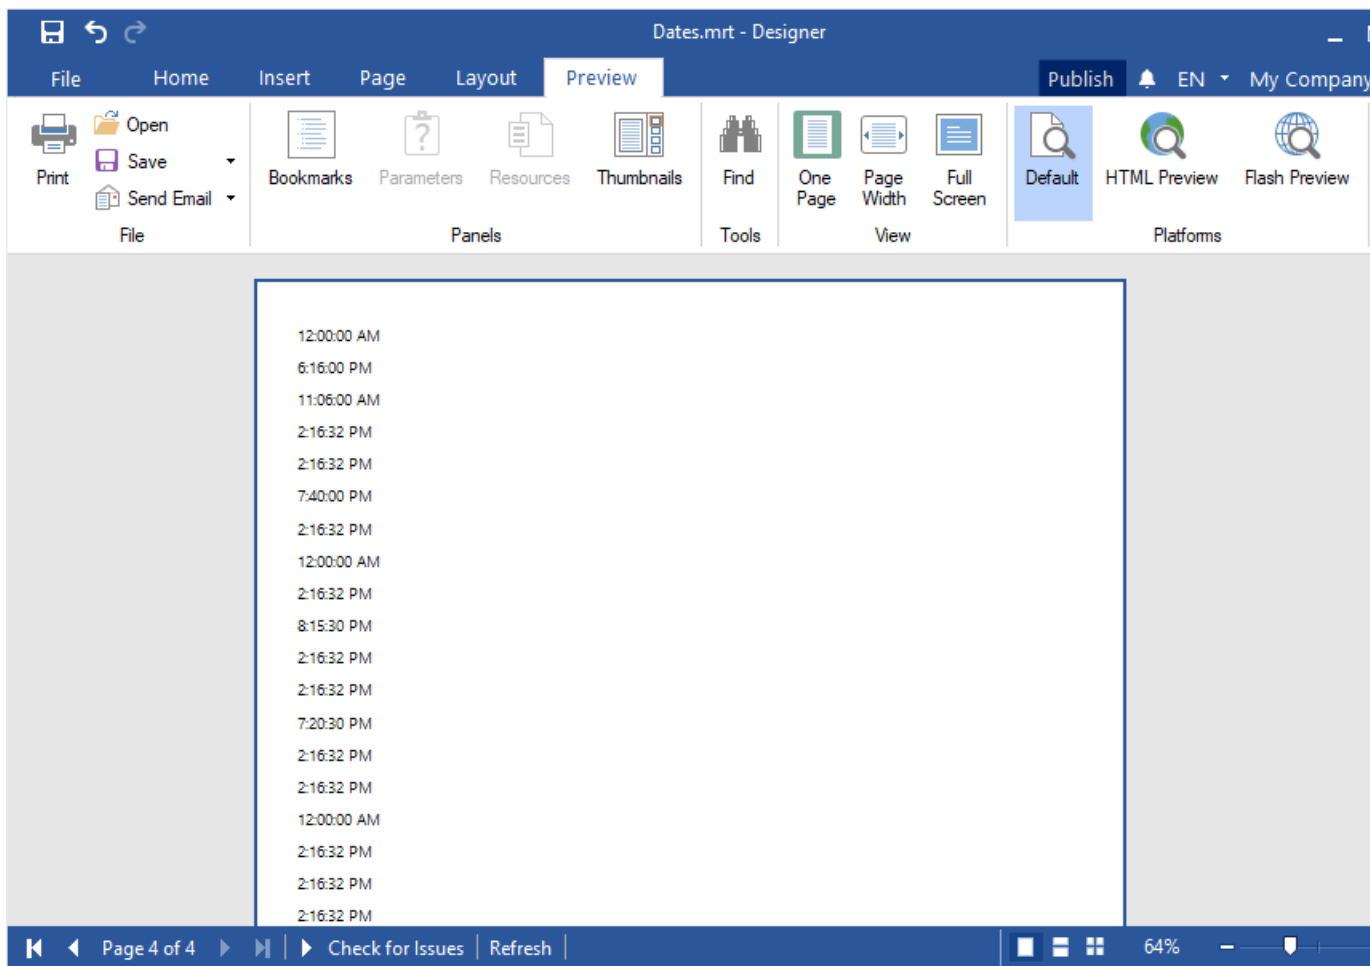 Dates.mrt - Designer
File Home Insert Page Layout Preview Publish EN My Company
Open
Save
Send Email
Print Bookmarks Parameters Resources Thumbnails Find One Page Page Width Full Screen Default HTML Preview Flash Preview
File Panels Tools View Platforms
12:00:00 AM
6:16:00 PM
11:06:00 AM
2:16:32 PM
2:16:32 PM
7:40:00 PM
2:16:32 PM
12:00:00 AM
2:16:32 PM
8:15:30 PM
2:16:32 PM
2:16:32 PM
7:20:30 PM
2:16:32 PM
2:16:32 PM
12:00:00 AM
2:16:32 PM
2:16:32 PM
2:16:32 PM
Page 4 of 4 Check for Issues Refresh 64%